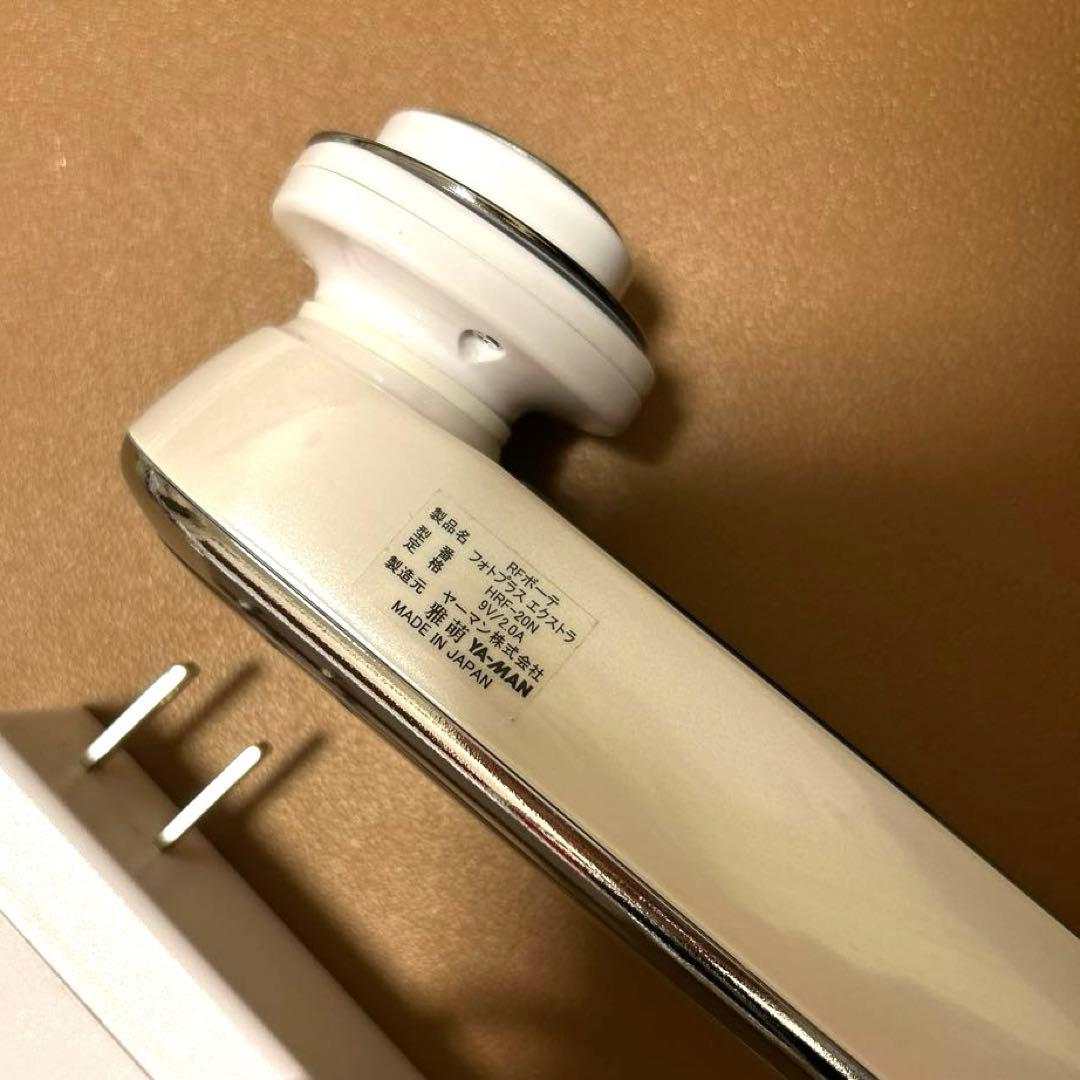 製品名 RFボーテ
フォトプラス エクストラ
型番 HRF-20N
定格 9V/2.0A
製造元 ヤーマン株式会社
雅萌 YA-MAN
MADE IN JAPAN